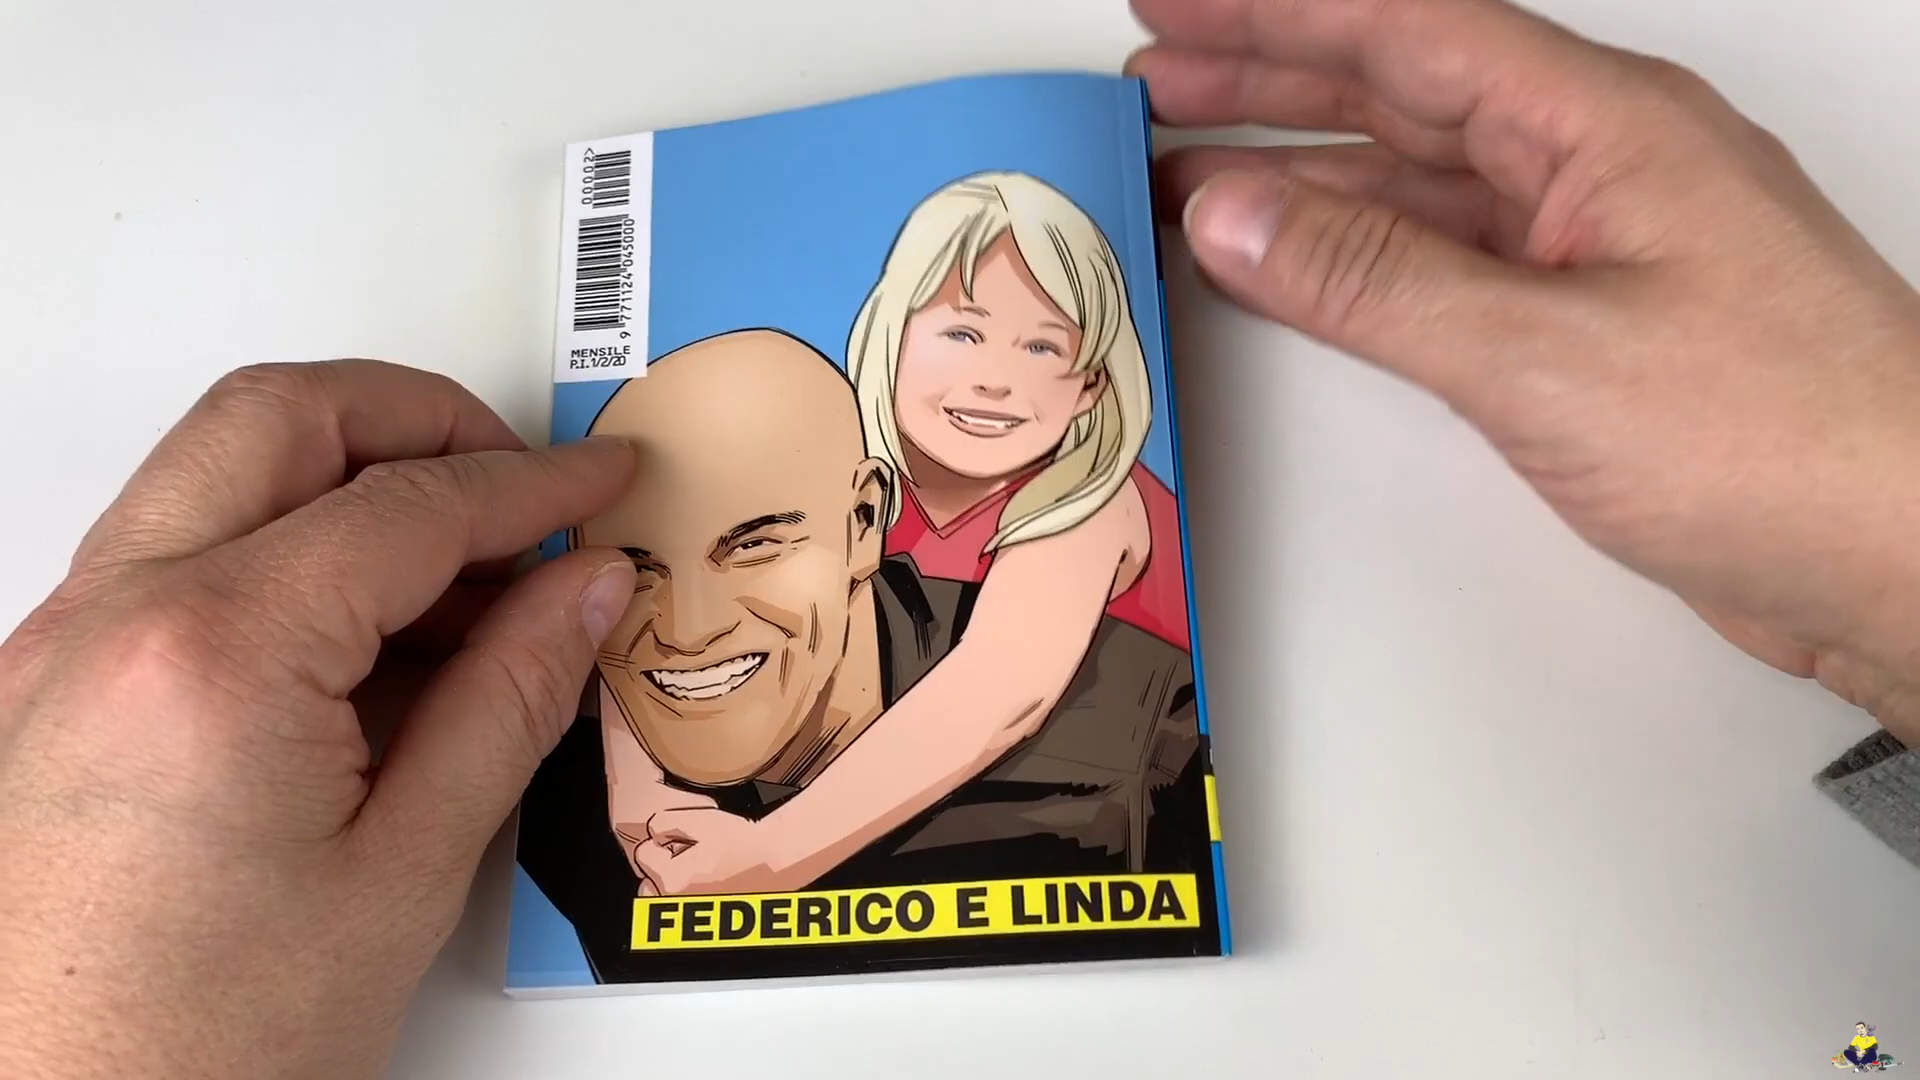 00002>
9 771124 045000
MENSILE
P.I. 1/2/20
FEDERICO E LINDA